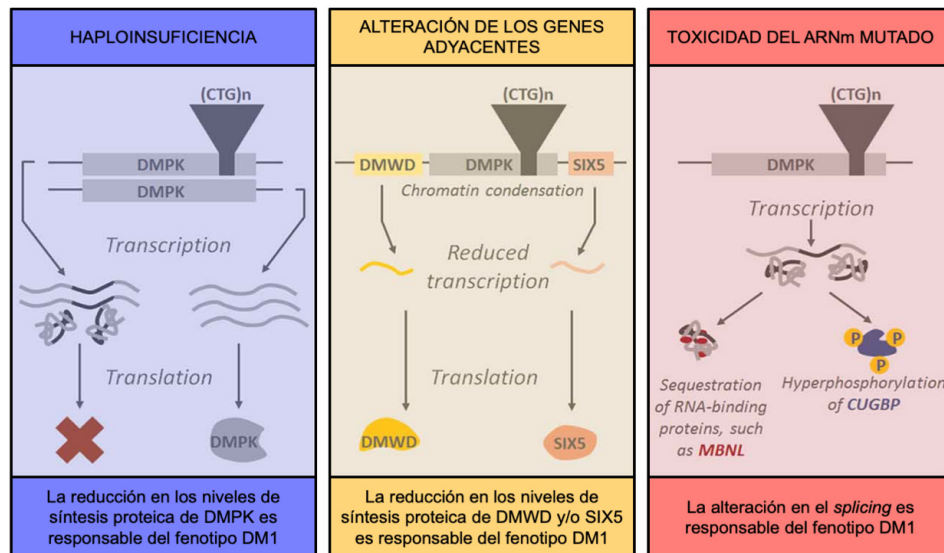 HAPLOINSUFICIENCIA
(CTG)n
DMPK
DMPK
Transcription
Translation
DMPK
La reducción en los niveles de
síntesis proteica de DMPK es
responsable del fenotipo DM1
ALTERACIÓN DE LOS GENES
ADYACENTES
(CTG)n
DMWD
DMPK
SIX5
Chromatin condensation
Reduced
transcription
Translation
DMWD
SIX5
La reducción en los niveles de
síntesis proteica de DMWD y/o SIX5
es responsable del fenotipo DM1
TOXICIDAD DEL ARNm MUTADO
(CTG)n
DMPK
Transcription
P
P
P
Sequestration
of RNA-binding
proteins, such
as MBNL
Hyperphosphorylation
of CUGBP
La alteración en el splicing es
responsable del fenotipo DM1